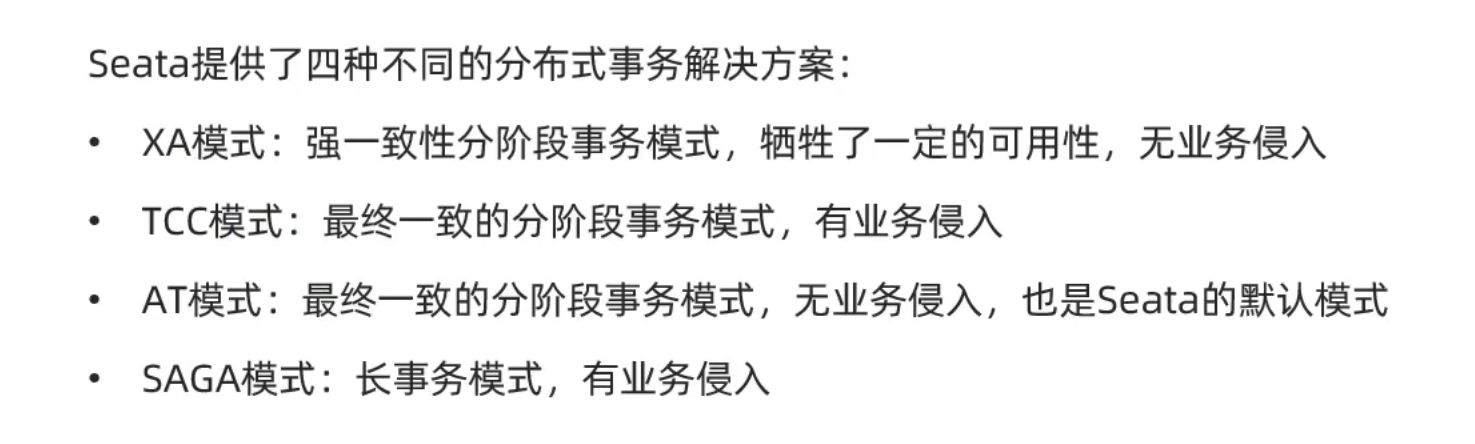 Seata提供了四种不同的分布式事务解决方案：
• XA模式：强一致性分阶段事务模式，牺牲了一定的可用性，无业务侵入
• TCC模式：最终一致的分阶段事务模式，有业务侵入
• AT模式：最终一致的分阶段事务模式，无业务侵入，也是Seata的默认模式
• SAGA模式：长事务模式，有业务侵入